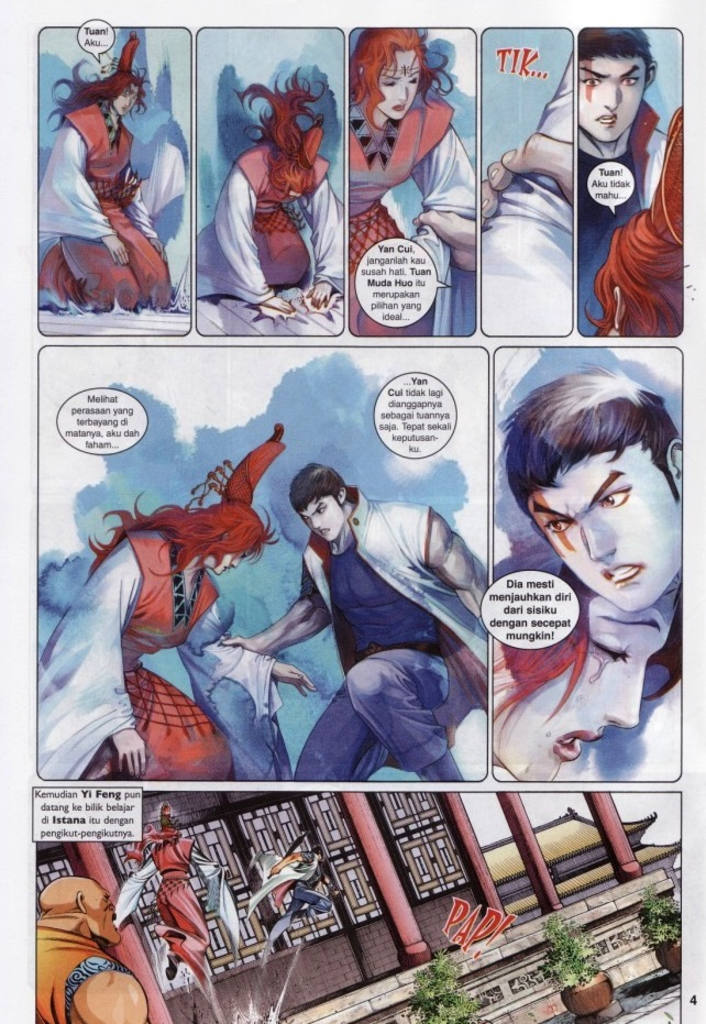 Tuan!
Aku...
Yan Cui,
janganlah kau
susah hati. Tuan
Muda Huo itu
merupakan
pilihan yang
ideal...
TIK...
Tuan!
Aku tidak
mahu...
Melihat
perasaan yang
terbayang di
matanya, aku dah
faham...
...Yan
Cui tidak lagi
dianggapnya
sebagai tuannya
saja. Tepat sekali
keputusan-
ku.
Dia mesti
menjauhkan diri
dari sisiku
dengan secepat
mungkin!
Kemudian Yi Feng pun
datang ke bilik belajar
di Istana itu dengan
pengikut-pengikutnya.
PAP!
4